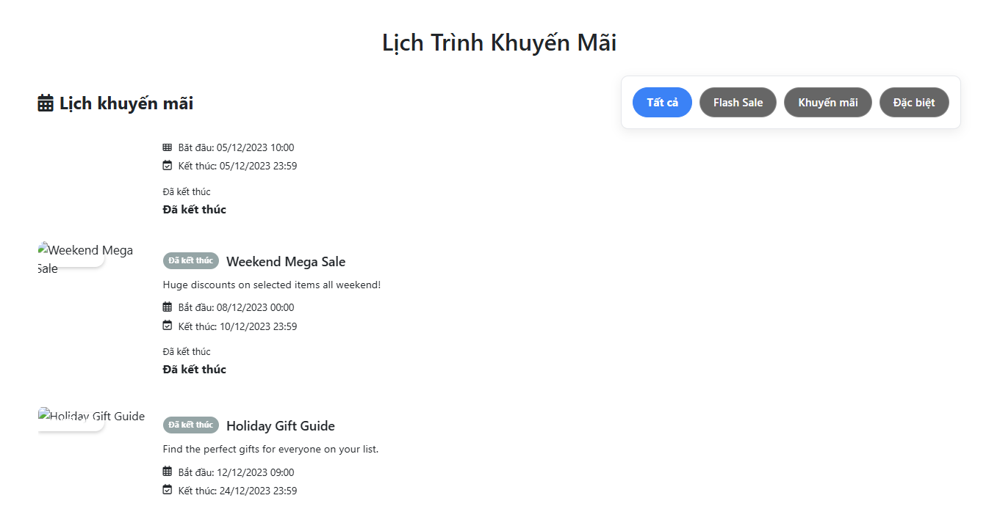 Lịch Trình Khuyến Mãi
Lịch khuyến mãi
Tất cả
Flash Sale
Khuyến mãi
Đặc biệt
Bắt đầu: 05/12/2023 10:00
Kết thúc: 05/12/2023 23:59
Đã kết thúc
Đã kết thúc
Weekend Mega
Sale
Đã kết thúc Weekend Mega Sale
Huge discounts on selected items all weekend!
Bắt đầu: 08/12/2023 00:00
Kết thúc: 10/12/2023 23:59
Đã kết thúc
Đã kết thúc
Holiday Gift Guide
Đã kết thúc Holiday Gift Guide
Find the perfect gifts for everyone on your list.
Bắt đầu: 12/12/2023 09:00
Kết thúc: 24/12/2023 23:59